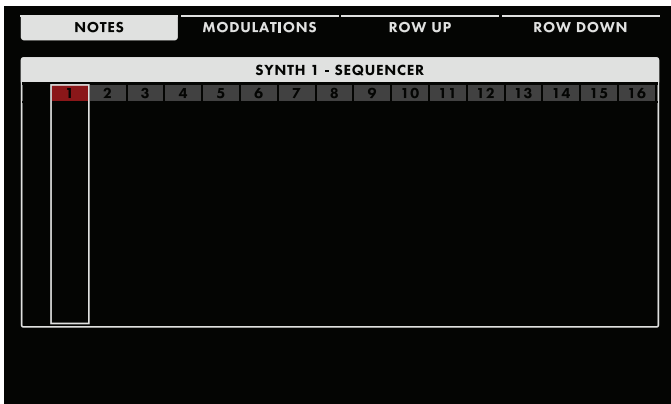 NOTES MODULATIONS ROW UP ROW DOWN
SYNTH 1 - SEQUENCER
1 2 3 4 5 6 7 8 9 10 11 12 13 14 15 16